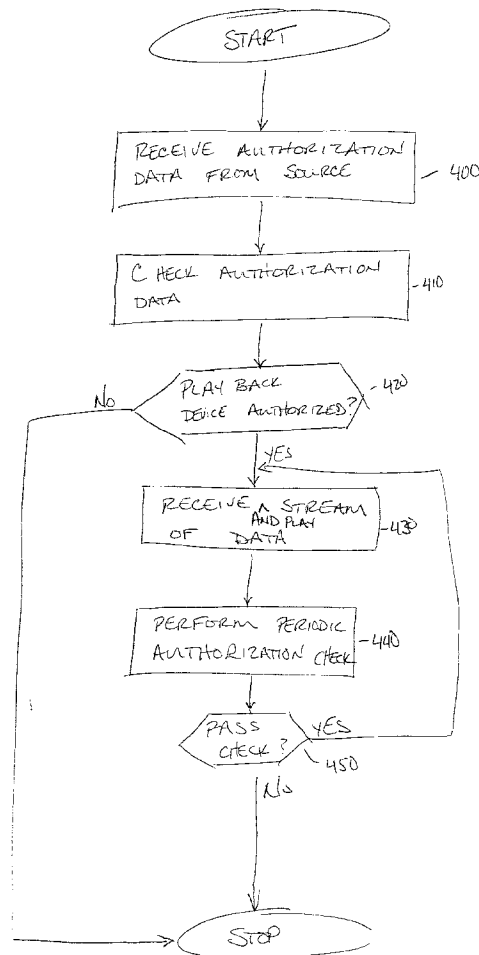 START
RECEIVE AUTHORIZATION
DATA FROM SOURCE
400
CHECK AUTHORIZATION
DATA
410
PLAY BACK
DEVICE AUTHORIZED?
420
No
YES
RECEIVE ^ STREAM
AND PLAY
OF DATA
430
PERFORM PERIODIC
AUTHORIZATION CHECK
440
PASS
CHECK?
YES
450
No
STOP